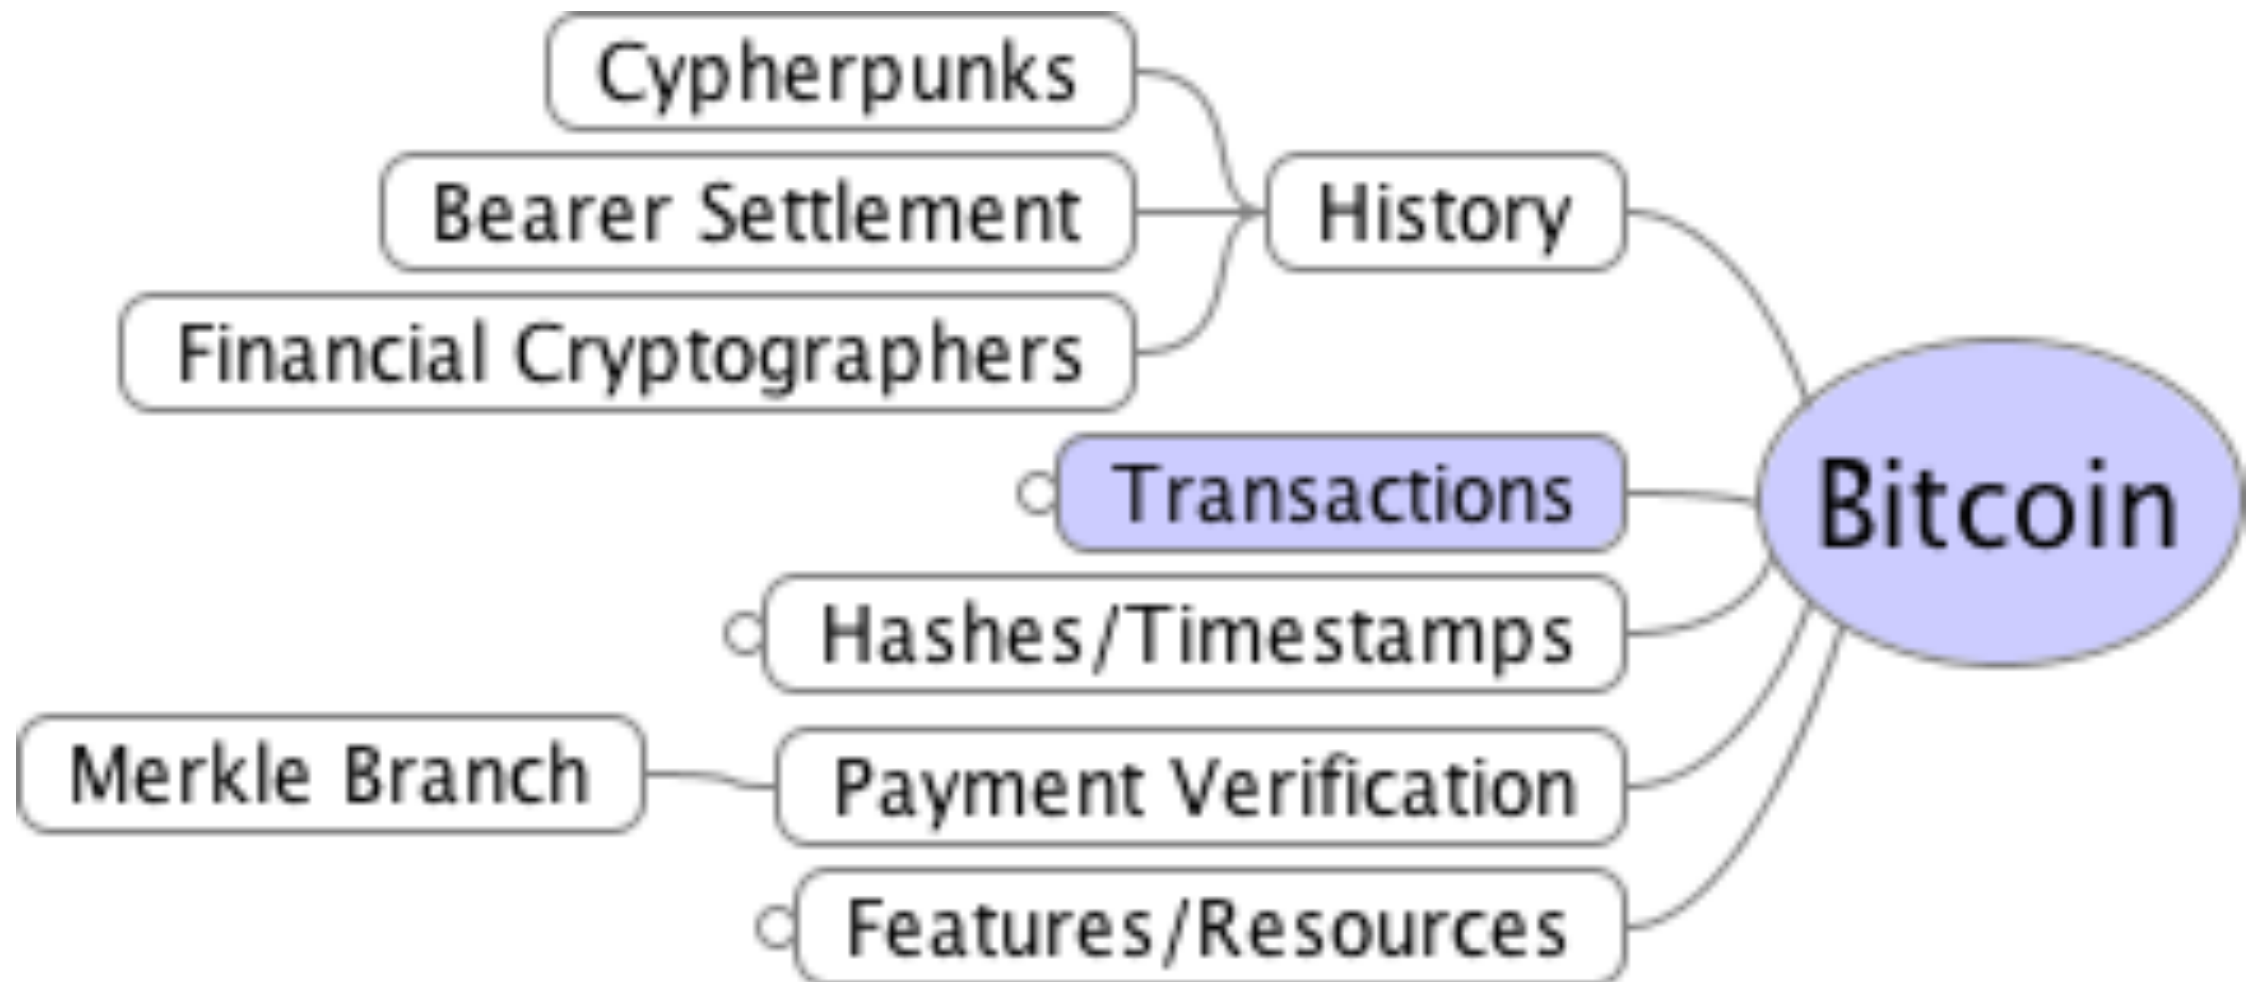 Cypherpunks
Bearer Settlement
History
Financial Cryptographers
Transactions
Bitcoin
Hashes/Timestamps
Merkle Branch
Payment Verification
Features/Resources